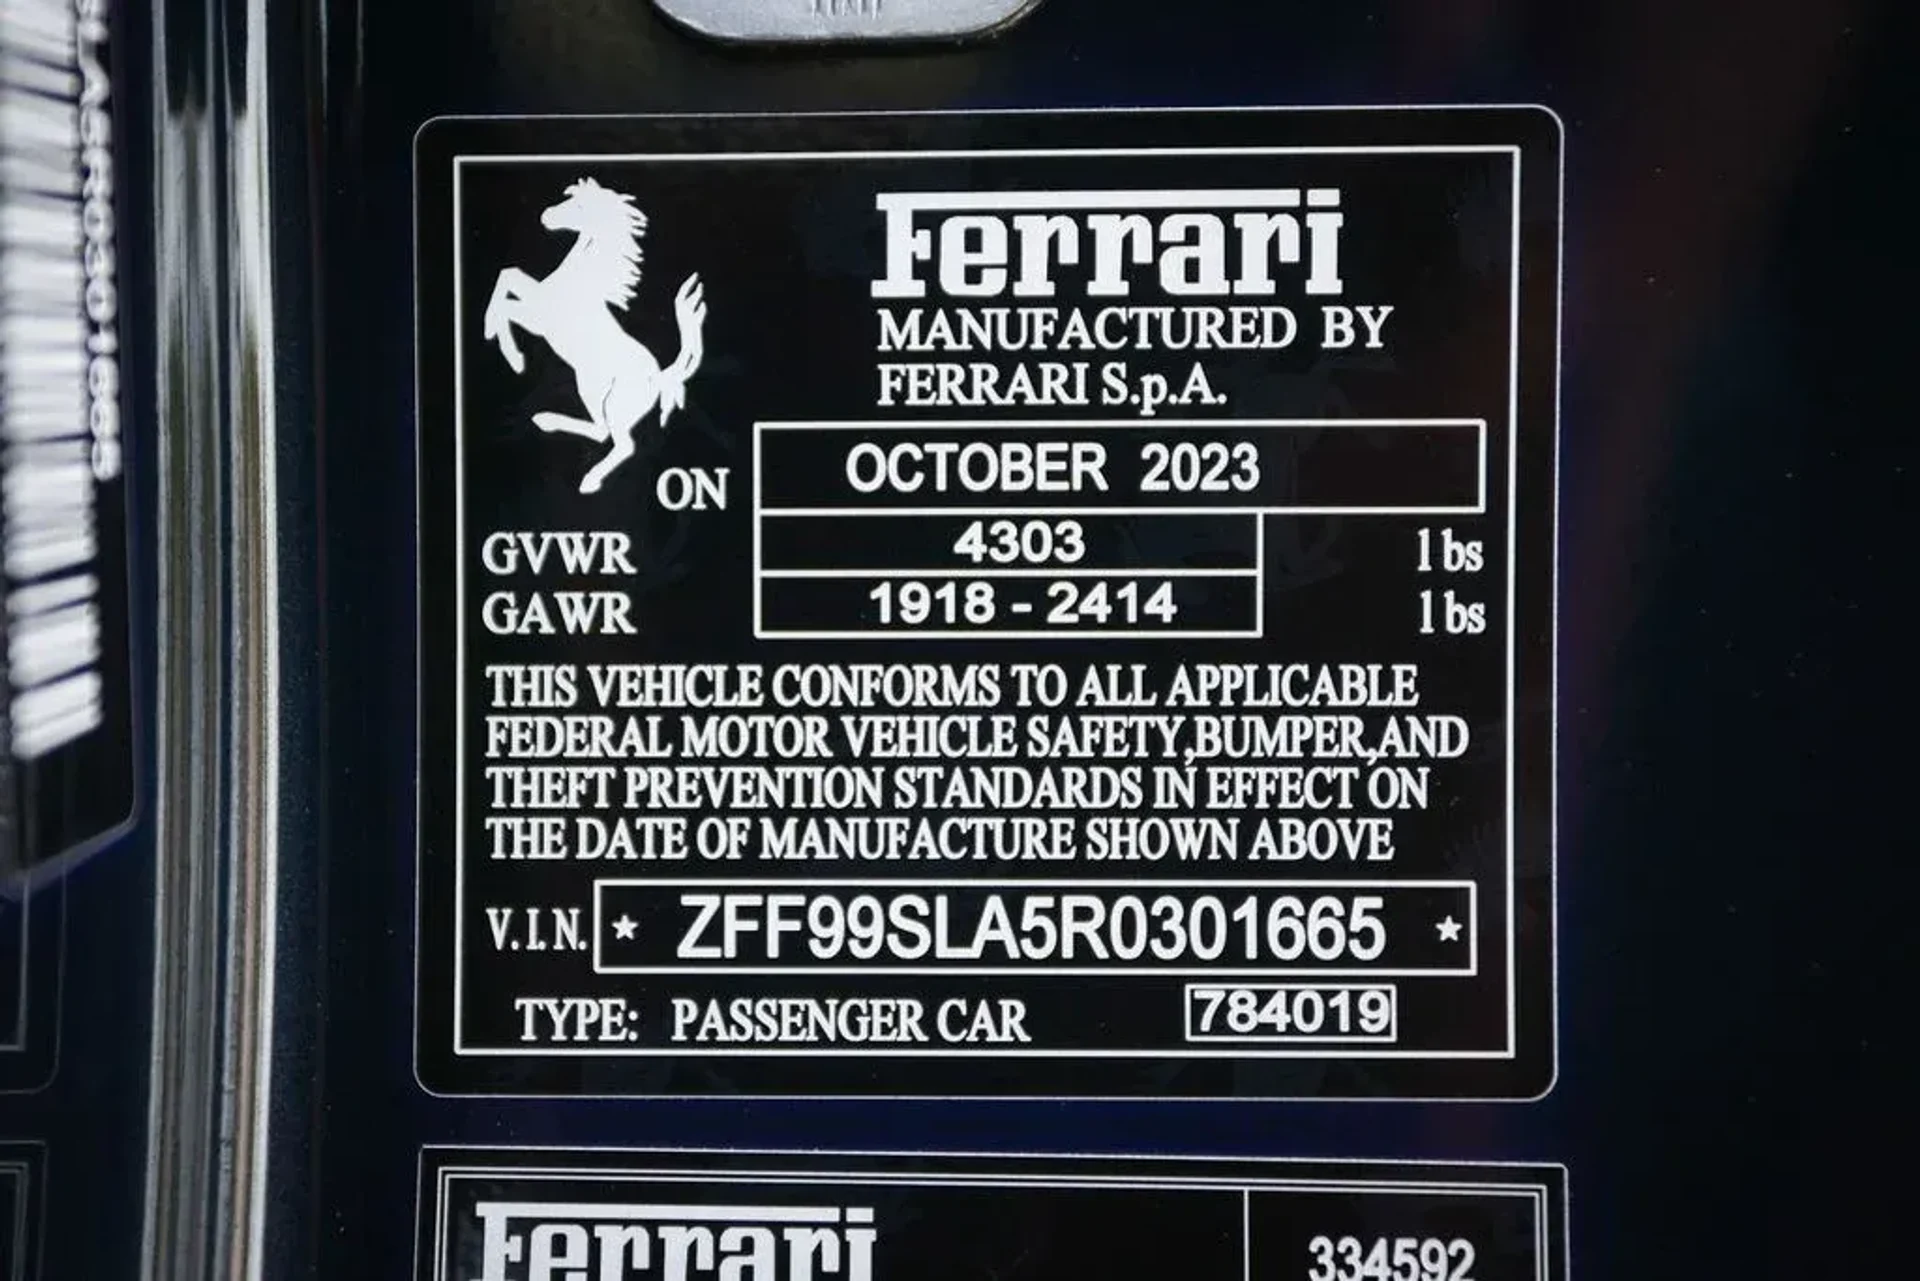 Ferrari
MANUFACTURED BY
FERRARI S.p.A.
ON OCTOBER 2023
GVWR 4303 lbs
GAWR 1918 - 2414 lbs
THIS VEHICLE CONFORMS TO ALL APPLICABLE
FEDERAL MOTOR VEHICLE SAFETY,BUMPER,AND
THEFT PREVENTION STANDARDS IN EFFECT ON
THE DATE OF MANUFACTURE SHOWN ABOVE
V.I.N. ★ ZFF99SLA5R0301665 ★
TYPE: PASSENGER CAR 784019
Ferrari 334592